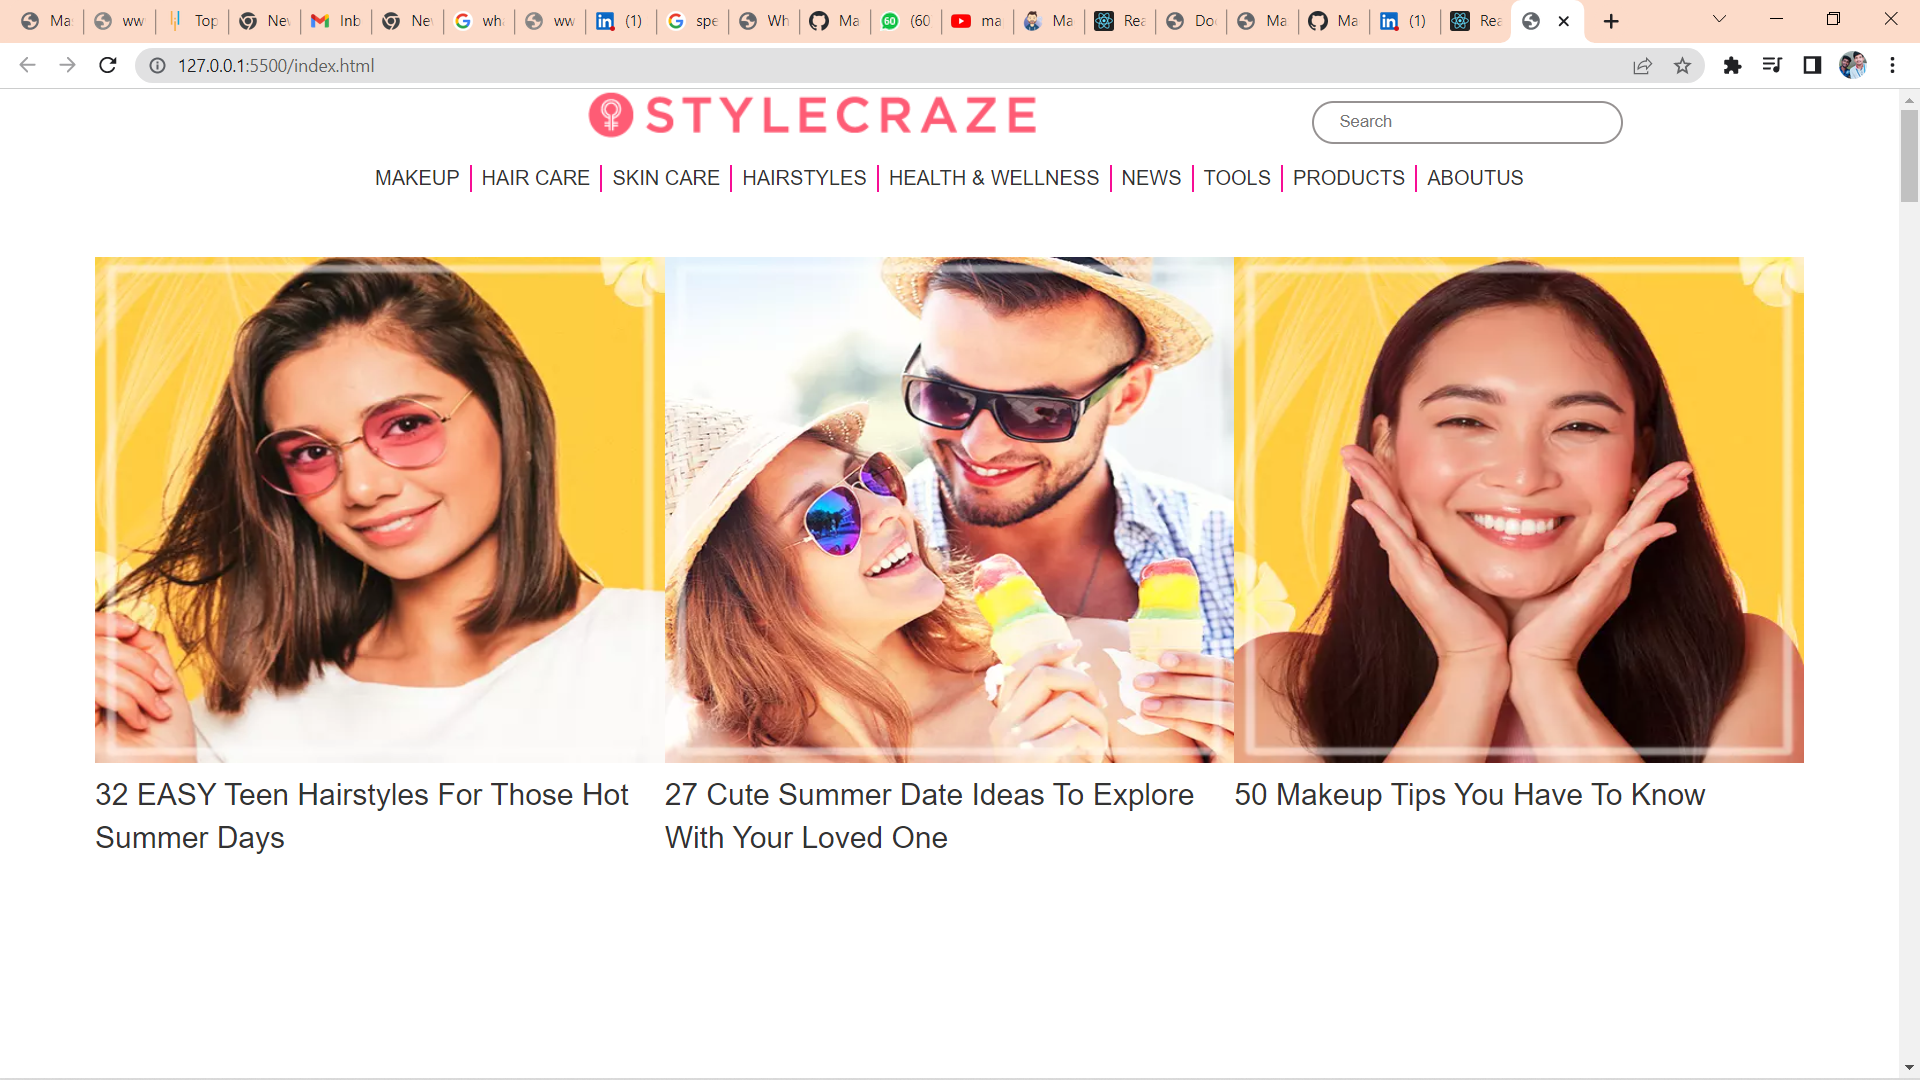 Ma ww Top Nev Inb Nev wha ww (1) spe Wh Ma (60 ma Ma Rea Do Ma Ma (1) Rea
127.0.0.1:5500/index.html
STYLECRAZE
Search
MAKEUP HAIR CARE SKIN CARE HAIRSTYLES HEALTH & WELLNESS NEWS TOOLS PRODUCTS ABOUTUS
32 EASY Teen Hairstyles For Those Hot
Summer Days
27 Cute Summer Date Ideas To Explore
With Your Loved One
50 Makeup Tips You Have To Know